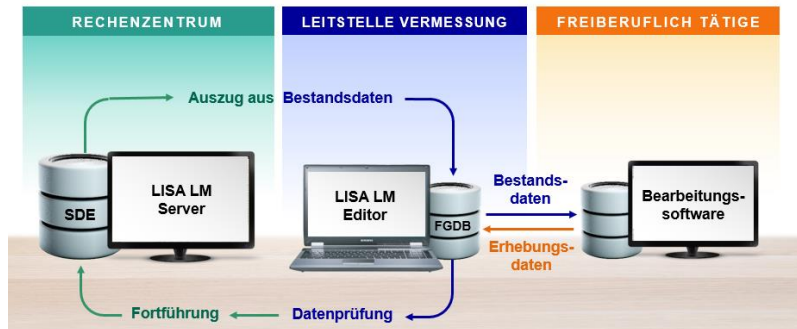 RECHENZENTRUM
LEITSTELLE VERMESSUNG
FREIBERUFLICH TÄTIGE
Auszug aus Bestandsdaten
LISA LM
Server
SDE
LISA LM
Editor
FGDB
Bestands-
daten
Erhebungs-
daten
Bearbeitungs-
software
Fortführung
Datenprüfung